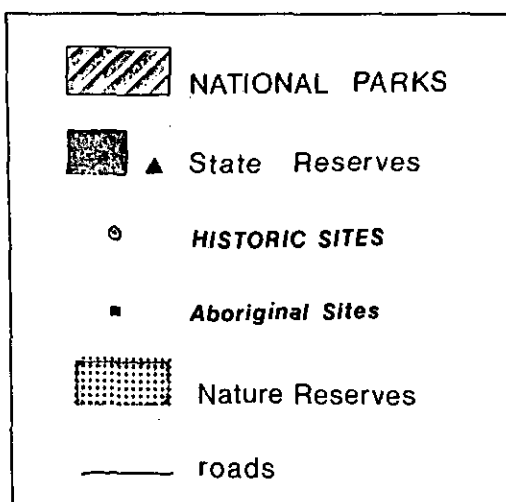 NATIONAL PARKS
State Reserves
HISTORIC SITES
Aboriginal Sites
Nature Reserves
roads